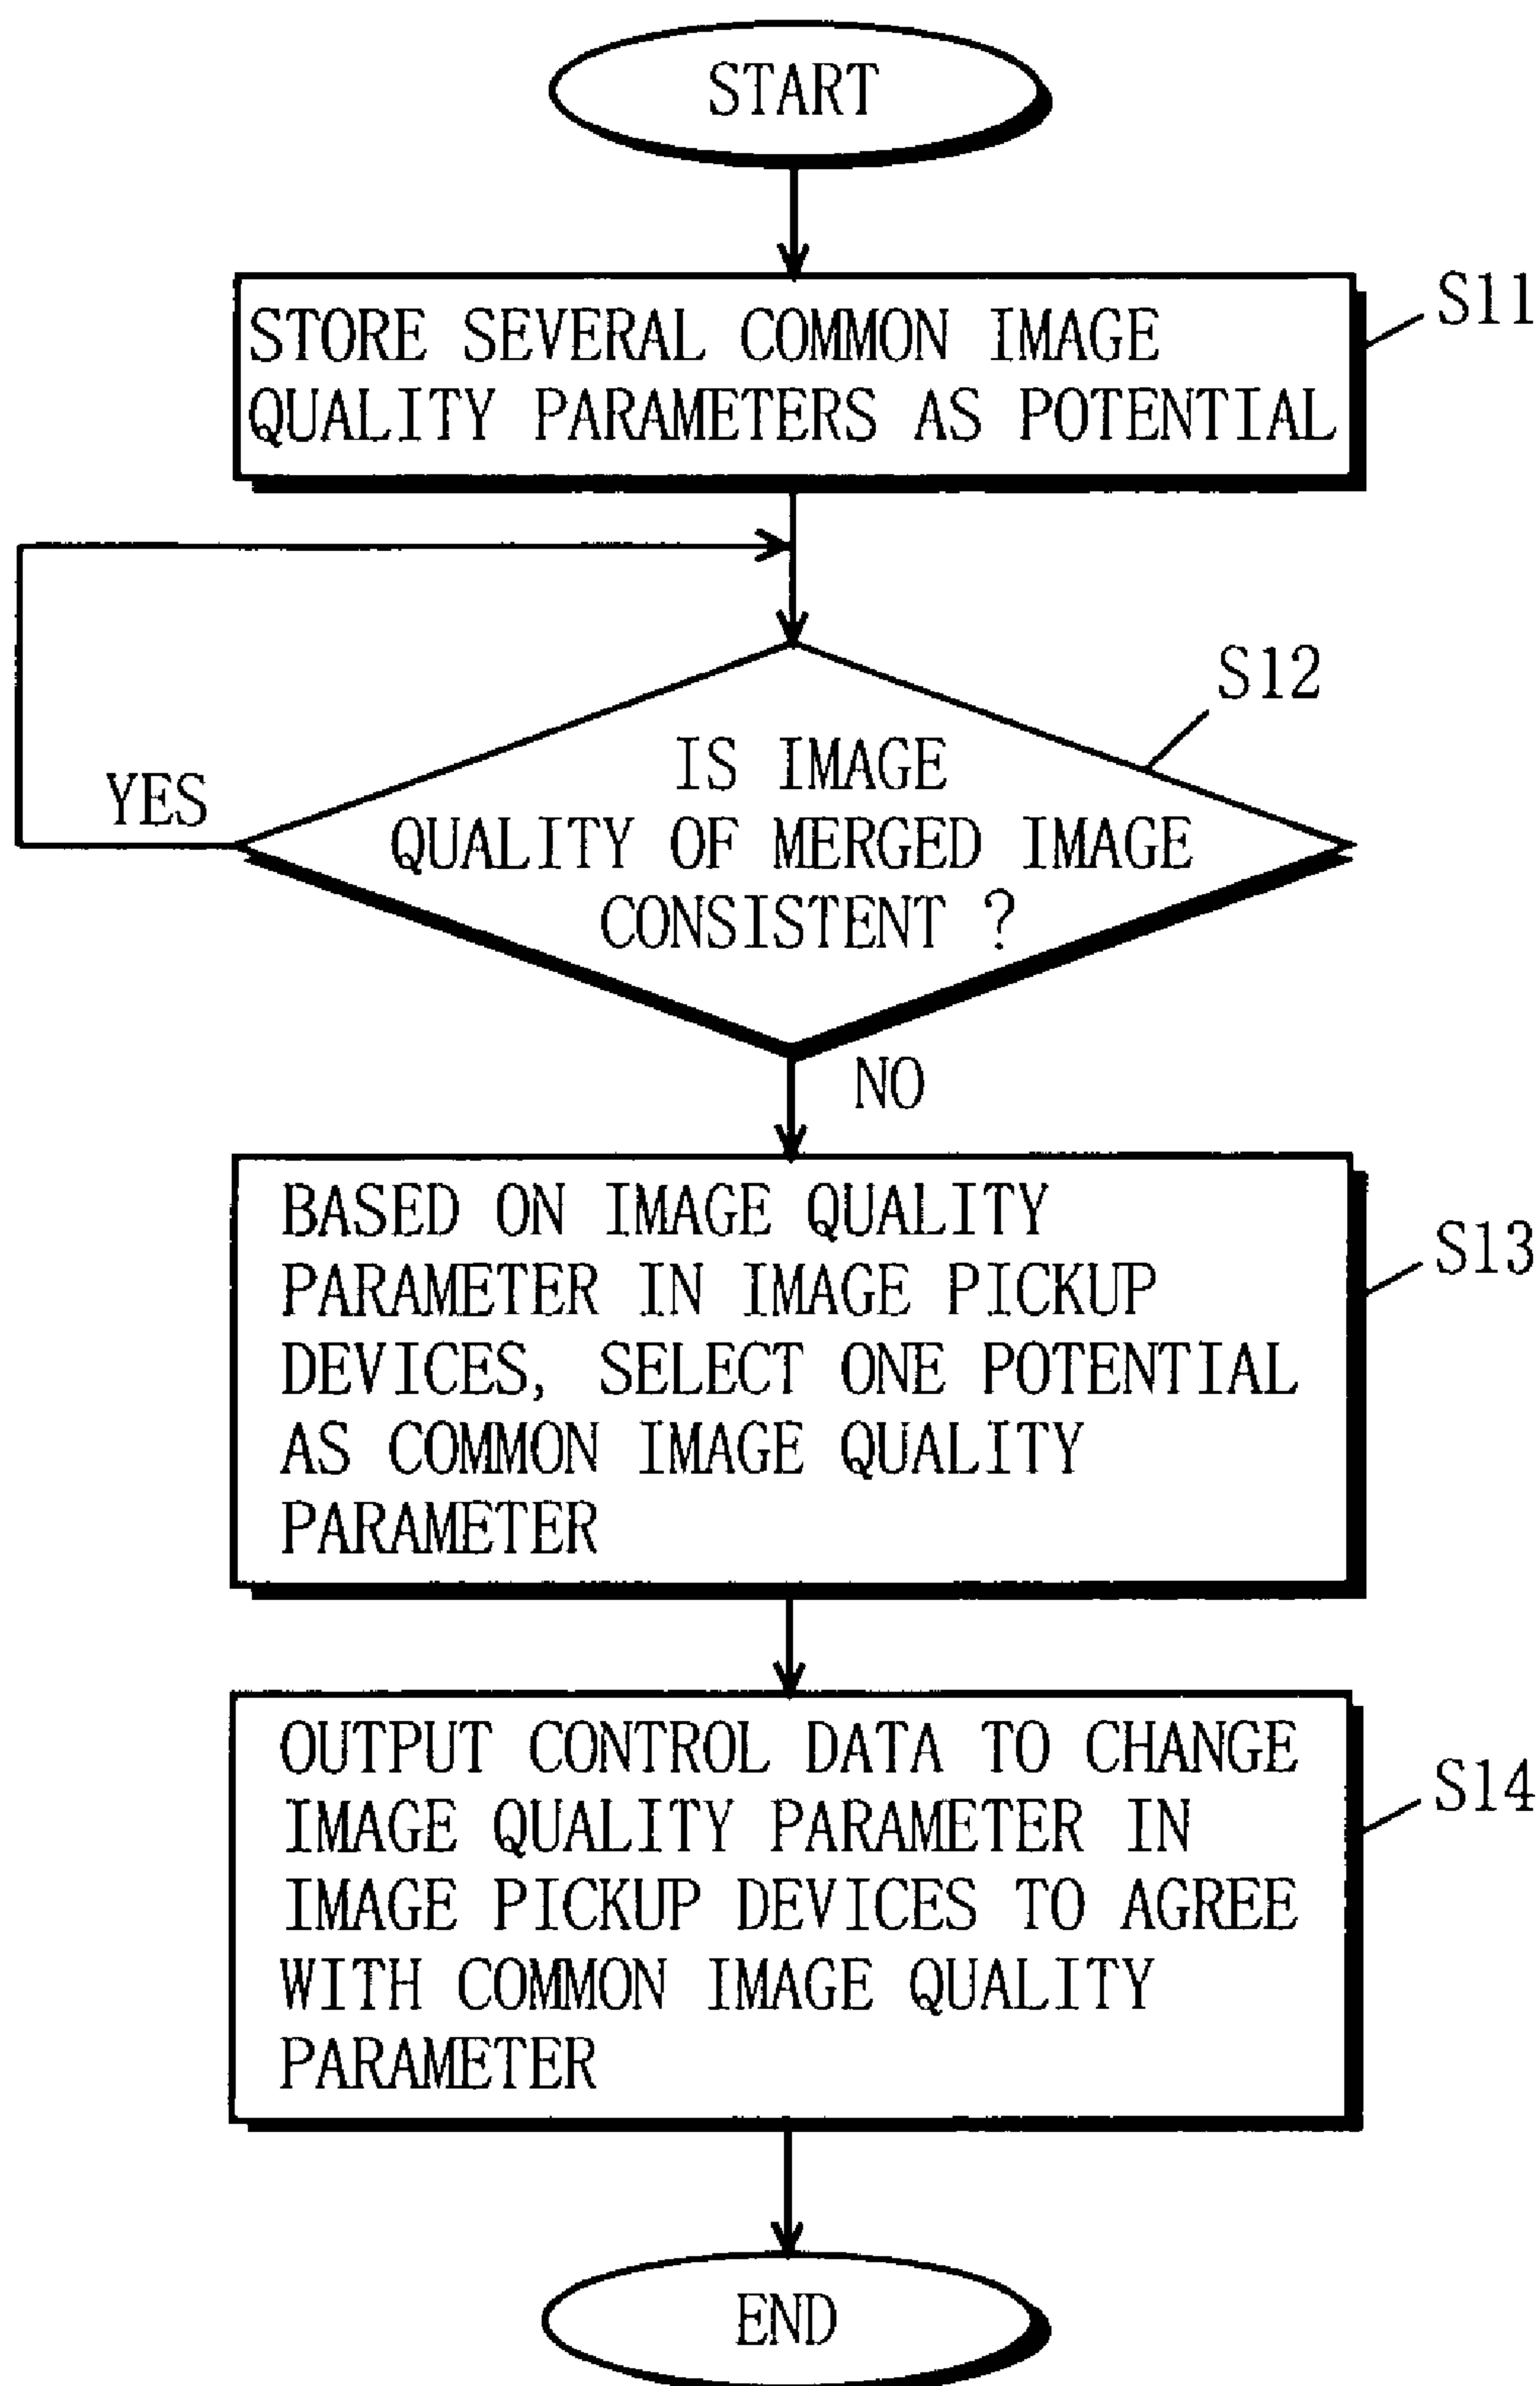 START
STORE SEVERAL COMMON IMAGE
QUALITY PARAMETERS AS POTENTIAL
S11
IS IMAGE
QUALITY OF MERGED IMAGE
CONSISTENT ?
S12
YES
NO
BASED ON IMAGE QUALITY
PARAMETER IN IMAGE PICKUP
DEVICES, SELECT ONE POTENTIAL
AS COMMON IMAGE QUALITY
PARAMETER
S13
OUTPUT CONTROL DATA TO CHANGE
IMAGE QUALITY PARAMETER IN
IMAGE PICKUP DEVICES TO AGREE
WITH COMMON IMAGE QUALITY
PARAMETER
S14
END